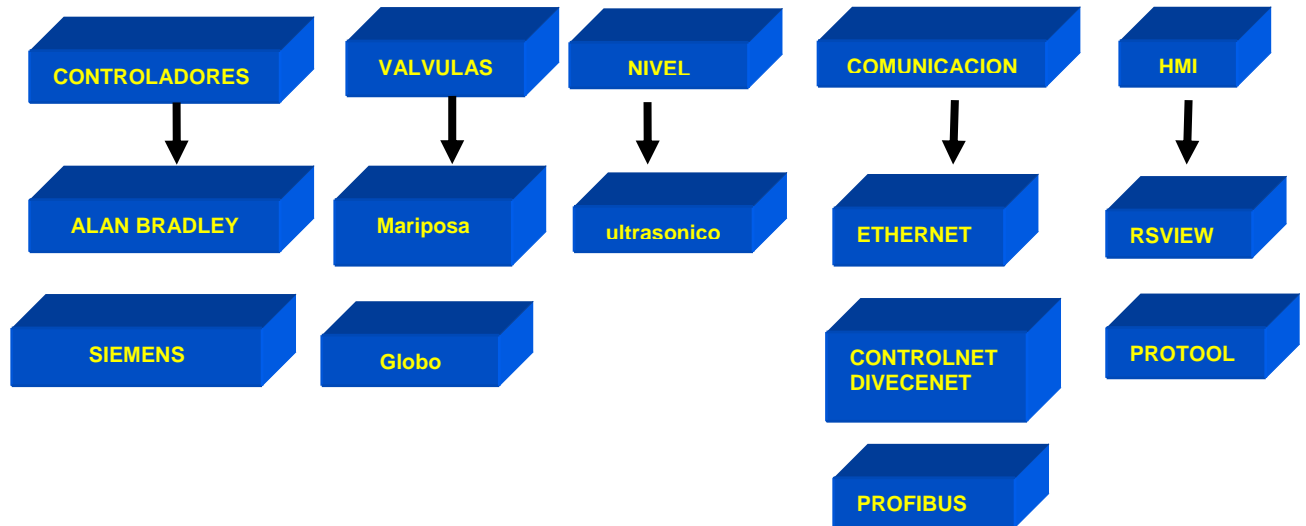 CONTROLADORES
VALVULAS
NIVEL
COMUNICACION
HMI
ALAN BRADLEY
Mariposa
ultrasonico
ETHERNET
RSVIEW
SIEMENS
Globo
CONTROLNET
DIVECENET
PROTOOL
PROFIBUS